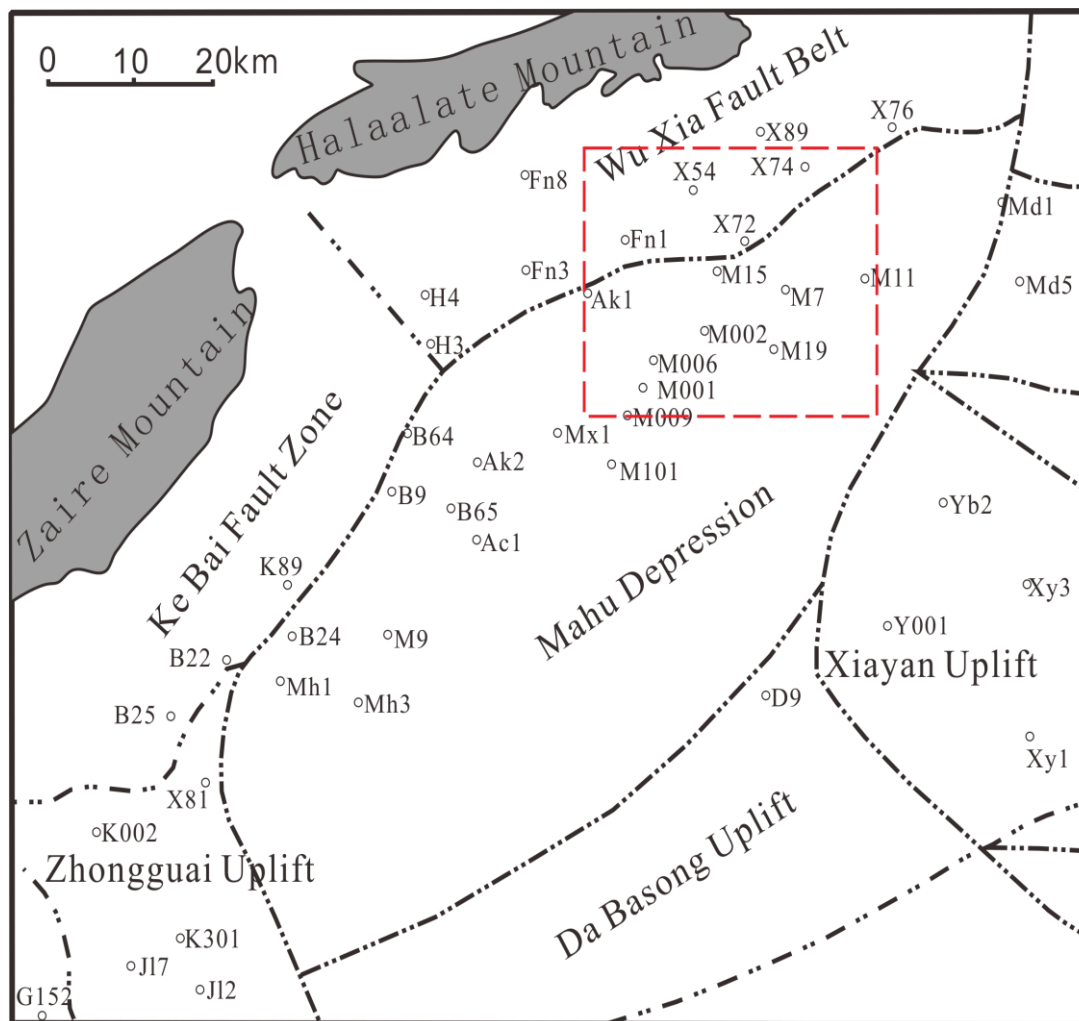 0 10 20km
Halaalate Mountain
Wu Xia Fault Belt
X76
X89
X74
Fn8
X54
Md1
Fn1
X72
Fn3
M15
M11
Md5
H4
Ak1
M7
M002
H3
M19
M006
M001
M009
Zaire Mountain
B64
Mx1
Ak2
M101
Ke Bai Fault Zone
B9
B65
Yb2
Ac1
Mahu Depression
K89
Xy3
B24
M9
Y001
B22
Xiayan Uplift
Mh1
Mh3
D9
B25
Xy1
X81
K002
Zhongguai Uplift
Da Basong Uplift
K301
Jl7
Jl2
G152